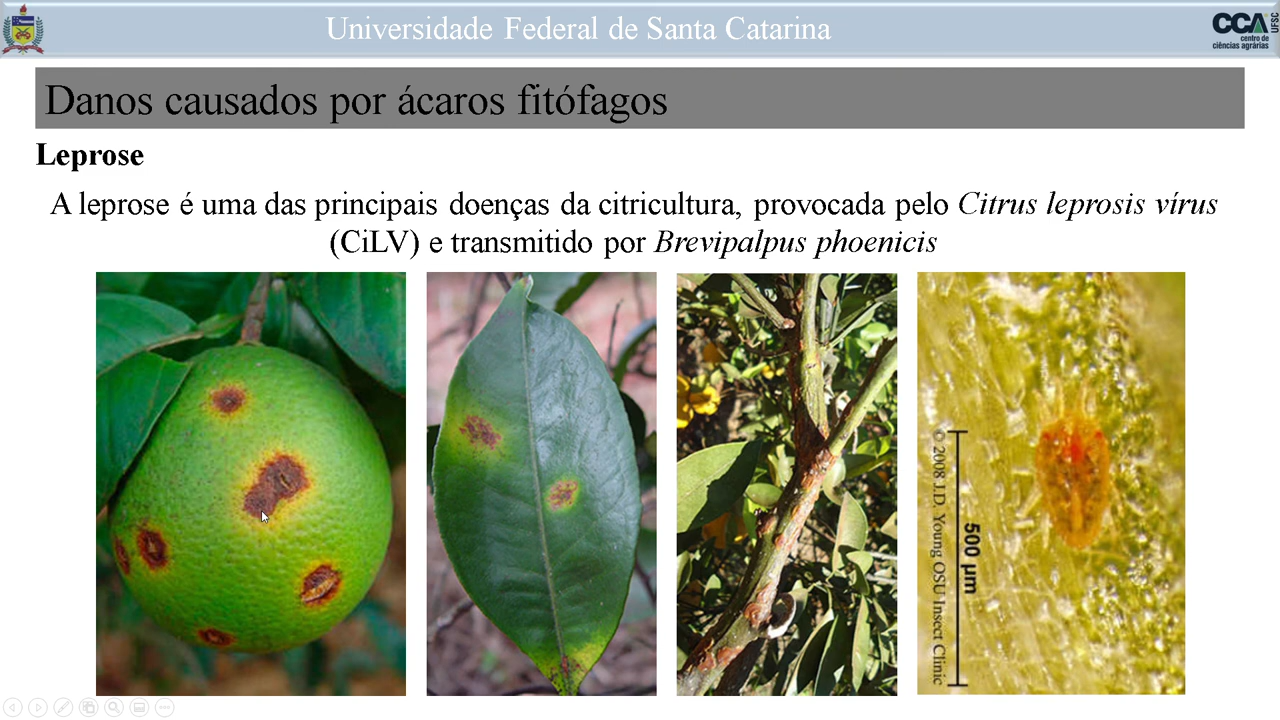 Universidade Federal de Santa Catarina
CCA
UFSC
centro de
ciências agrárias
Danos causados por ácaros fitófagos
Leprose
A leprose é uma das principais doenças da citricultura, provocada pelo Citrus leprosis vírus
(CiLV) e transmitido por Brevipalpus phoenicis
500 µm
© 2008 J.D. Young OSU Insect Clinic